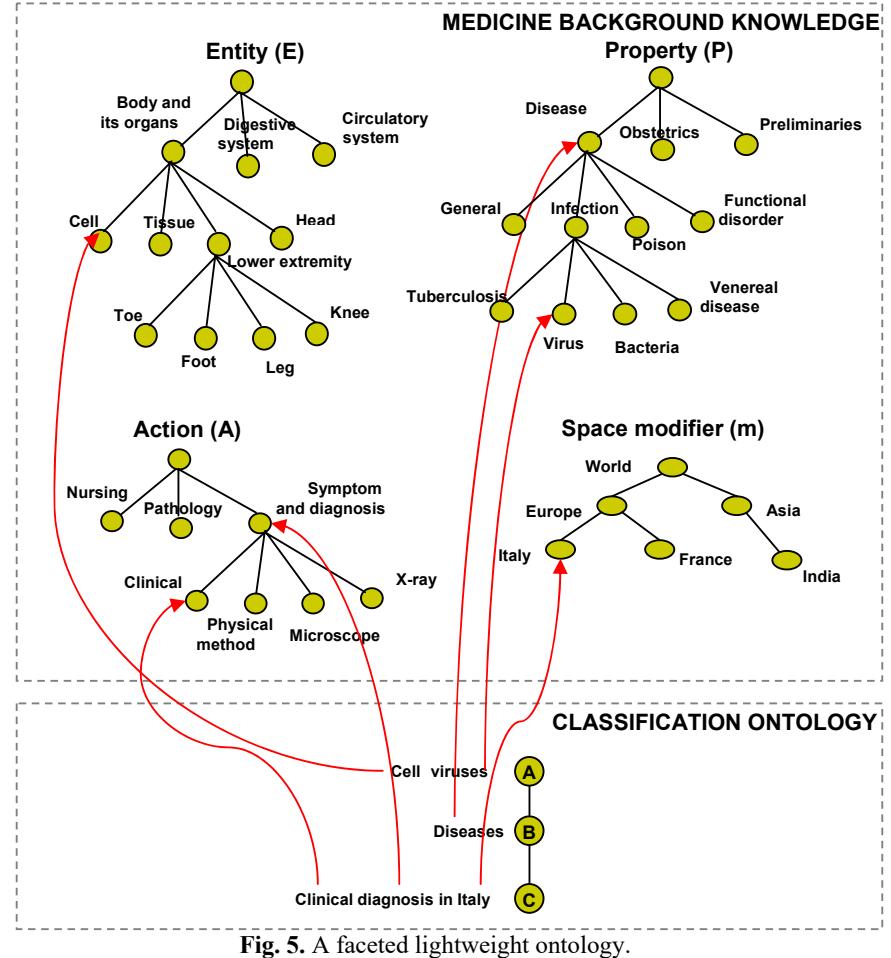 MEDICINE BACKGROUND KNOWLEDGE
Entity (E)
Body and
its organs
Digestive
system
Circulatory
system
Cell
Tissue
Head
Lower extremity
Toe
Foot
Leg
Knee
Property (P)
Disease
Obstetrics
Preliminaries
General
Infection
Poison
Functional
disorder
Tuberculosis
Virus
Bacteria
Venereal
disease
Action (A)
Nursing
Pathology
Symptom
and diagnosis
Clinical
Physical
method
Microscope
X-ray
Space modifier (m)
World
Europe
Asia
Italy
France
India
CLASSIFICATION ONTOLOGY
Cell viruses A
Diseases B
Clinical diagnosis in Italy C
Fig. 5. A faceted lightweight ontology.